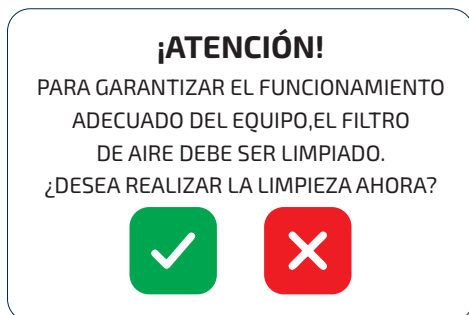 ¡ATENCIÓN!
PARA GARANTIZAR EL FUNCIONAMIENTO
ADECUADO DEL EQUIPO,EL FILTRO
DE AIRE DEBE SER LIMPIADO.
¿DESEA REALIZAR LA LIMPIEZA AHORA?